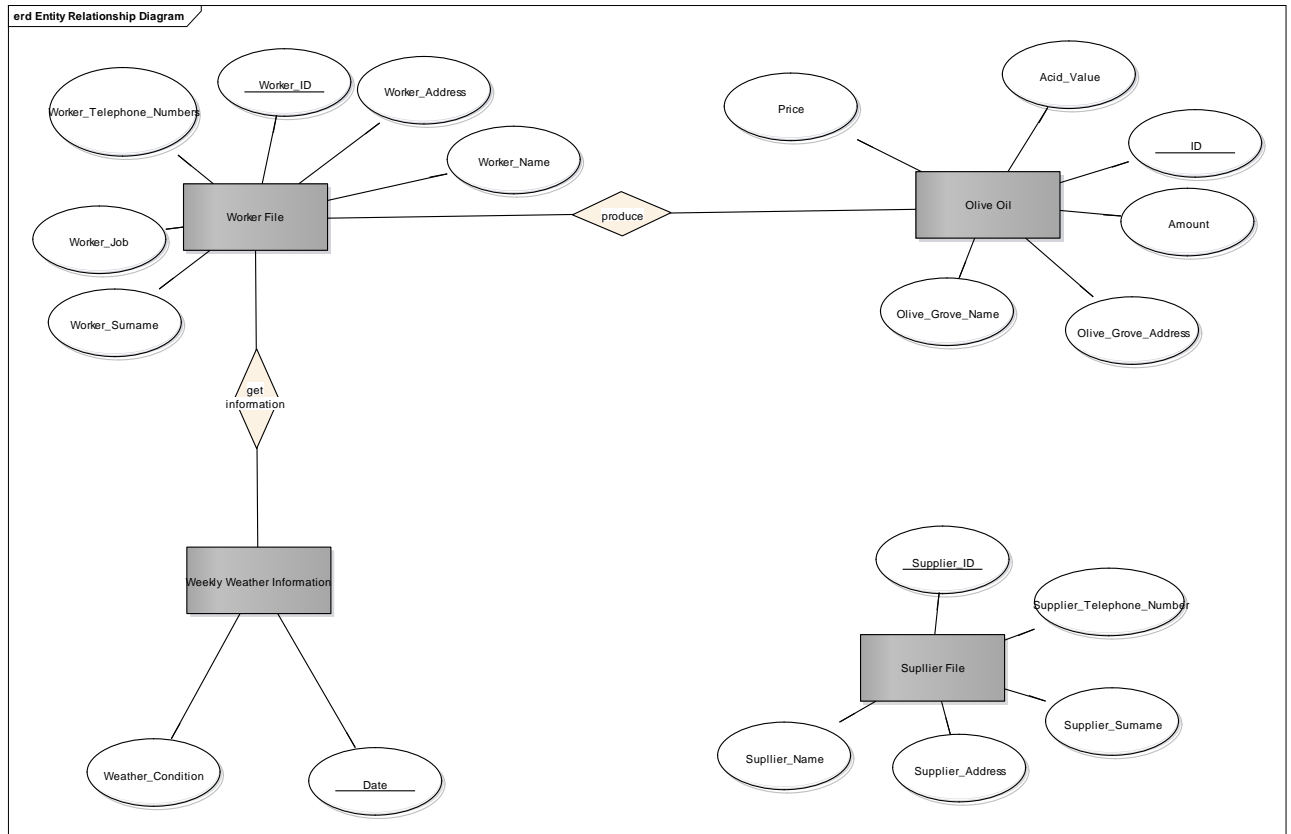 erd Entity Relationship Diagram
Worker_ID
Worker_Address
Worker_Telephone_Numbers
Worker_Name
Worker File
Worker_Job
Worker_Surname
produce
Acid_Value
Price
ID
Olive Oil
Amount
Olive_Grove_Name
Olive_Grove_Address
get
information
Weekly Weather Information
Weather_Condition
Date
Supplier_ID
Supplier_Telephone_Number
Supllier File
Supplier_Surname
Supllier_Name
Supplier_Address